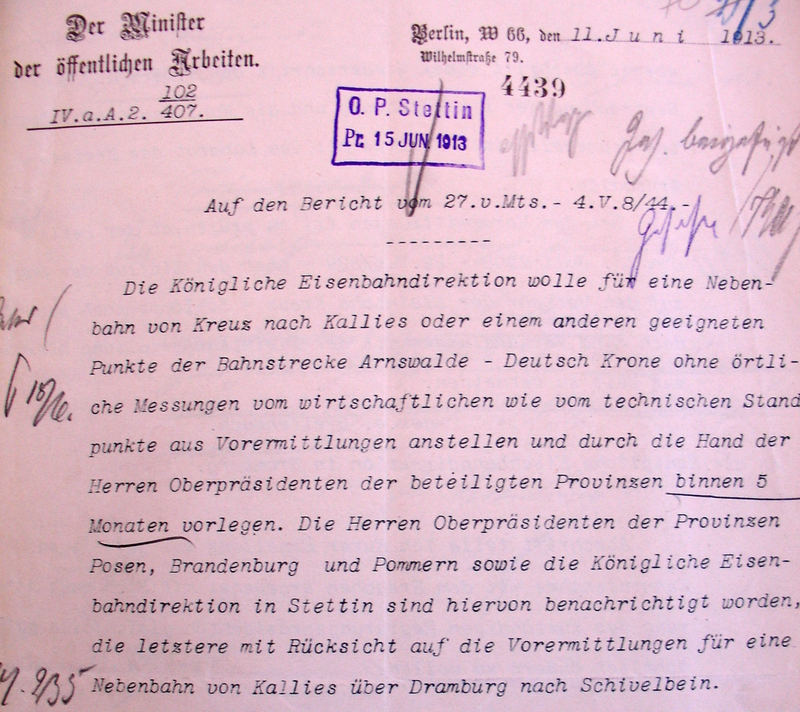 Der Minister
der öffentlichen Arbeiten.
IV.a.A.2. 102/407.
Berlin, W 66, den 11.Juni 1913.
Wilhelmstraße 79.
4439
O. P. Stettin
Pr. 15 JUN 1913
Auf den Bericht vom 27.v.Mts.- 4.V.8/44.-
---------
Die Königliche Eisenbahndirektion wolle für eine Neben-
bahn von Kreuz nach Kallies oder einem anderen geeigneten
Punkte der Bahnstrecke Arnswalde - Deutsch Krone ohne örtli-
che Messungen vom wirtschaftlichen wie vom technischen Stand
punkte aus Vorermittlungen anstellen und durch die Hand der
Herren Oberpräsidenten der beteiligten Provinzen binnen 5
Monaten vorlegen. Die Herren Oberpräsidenten der Provinzen
Posen, Brandenburg und Pommern sowie die Königliche Eisen-
bahndirektion in Stettin sind hiervon benachrichtigt worden,
die letztere mit Rücksicht auf die Vorermittlungen für eine
Nebenbahn von Kallies über Dramburg nach Schivelbein.